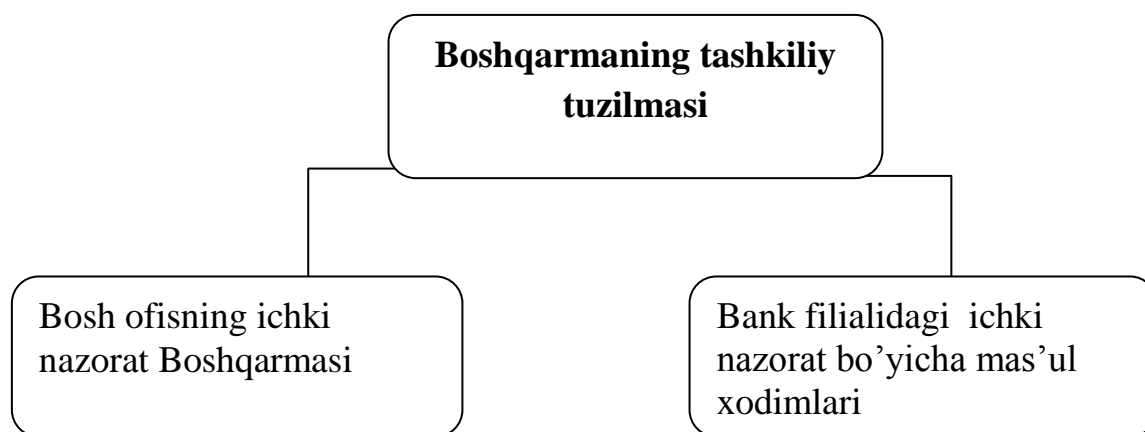 Boshqarmaning tashkiliy
tuzilmasi
Bosh ofisning ichki
nazorat Boshqarmasi
Bank filialidagi ichki
nazorat bo’yicha mas’ul
xodimlari